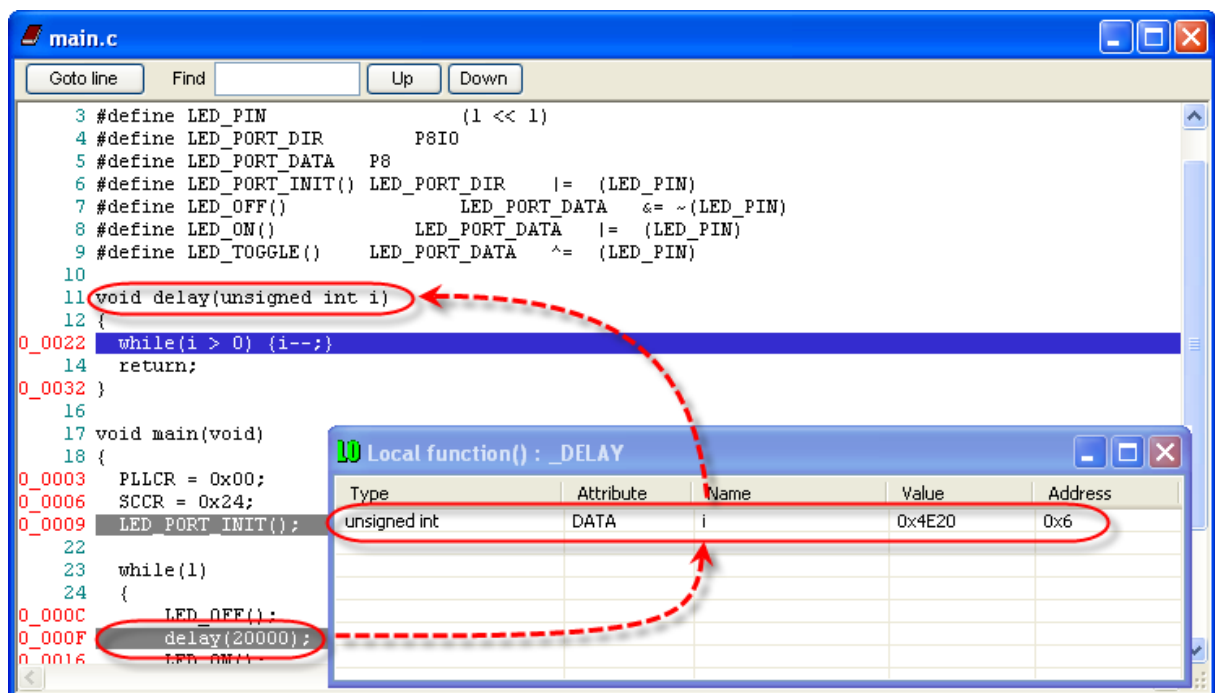 main.c
Goto line Find Up Down
3 #define LED_PIN (1 << 1)
4 #define LED_PORT_DIR P8IO
5 #define LED_PORT_DATA P8
6 #define LED_PORT_INIT() LED_PORT_DIR |= (LED_PIN)
7 #define LED_OFF() LED_PORT_DATA &= ~(LED_PIN)
8 #define LED_ON() LED_PORT_DATA |= (LED_PIN)
9 #define LED_TOGGLE() LED_PORT_DATA ^= (LED_PIN)
10
11 void delay(unsigned int i)
12 {
0_0022 while(i > 0) {i--;}
14 return;
0_0032 }
16
17 void main(void)
18 {
0_0003 PLLCR = 0x00;
0_0006 SCCR = 0x24;
0_0009 LED_PORT_INIT();
22
23 while(1)
24 {
0_000C LED_OFF();
0_000F delay(20000);
0_0016 LED_ON();
LO Local function() : _DELAY
Type Attribute Name Value Address
unsigned int DATA i 0x4E20 0x6